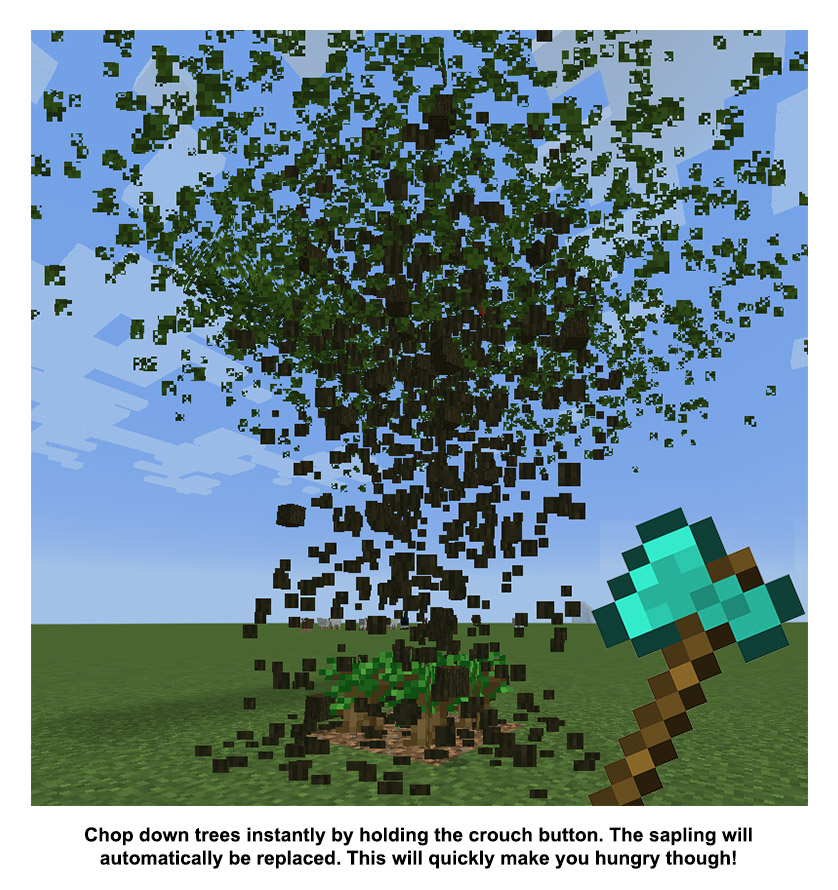 Chop down trees instantly by holding the crouch button. The sapling will
automatically be replaced. This will quickly make you hungry though!